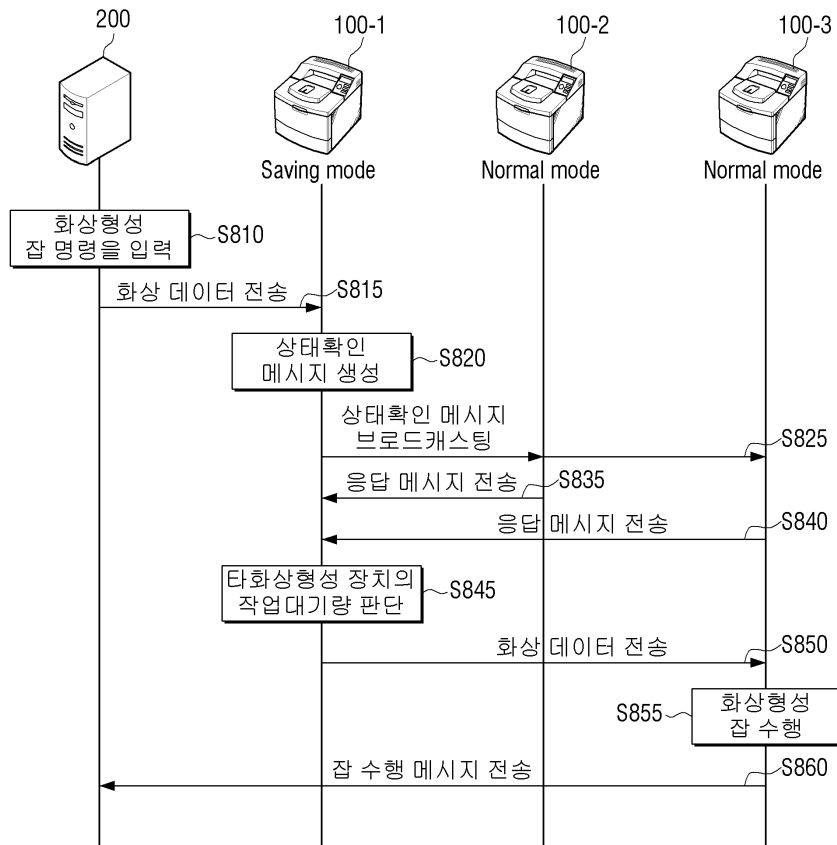 200
100-1
100-2
100-3
Saving mode
Normal mode
Normal mode
화상형성
잡 명령을 입력
S810
화상 데이터 전송
S815
상태확인
메시지 생성
S820
상태확인 메시지
브로드캐스팅
S825
응답 메시지 전송
S835
응답 메시지 전송
S840
타화상형성 장치의
작업대기량 판단
S845
화상 데이터 전송
S850
S855
화상형성
잡 수행
잡 수행 메시지 전송
S860